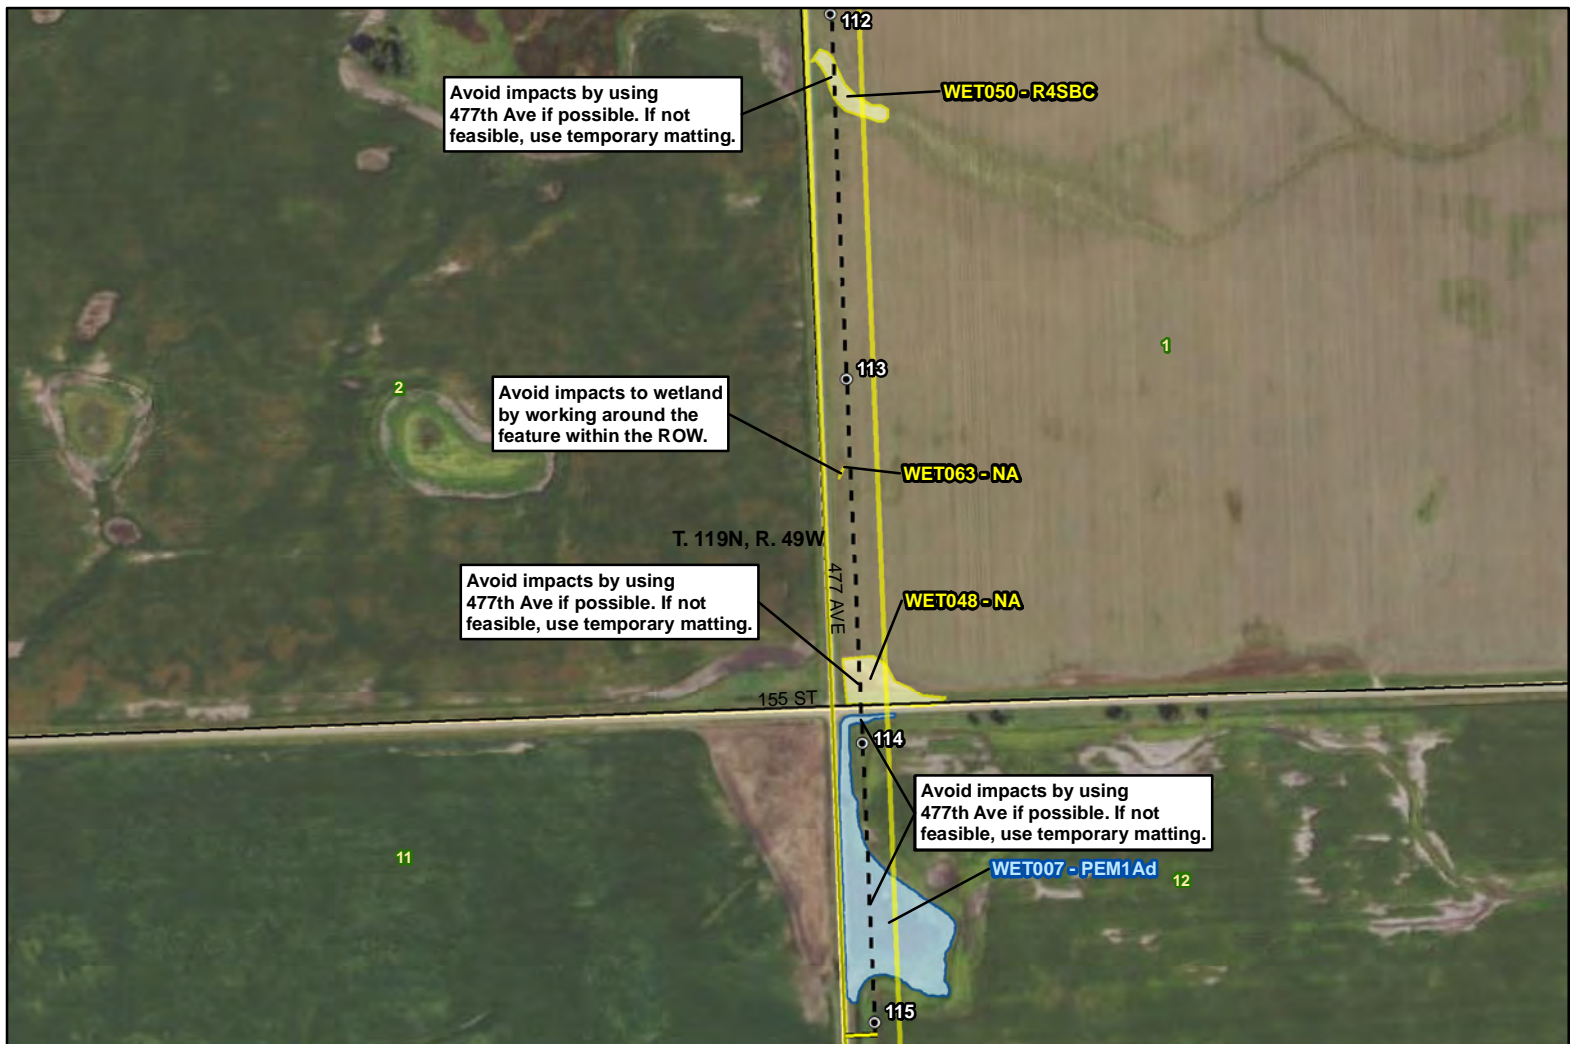 112
Avoid impacts by using
477th Ave if possible. If not
feasible, use temporary matting.
WET050 - R4SBC
1
113
2
Avoid impacts to wetland
by working around the
feature within the ROW.
WET063 - NA
T. 119N, R. 49W
477 AVE
Avoid impacts by using
477th Ave if possible. If not
feasible, use temporary matting.
WET048 - NA
155 ST
114
Avoid impacts by using
477th Ave if possible. If not
feasible, use temporary matting.
11
WET007 - PEM1Ad
12
115